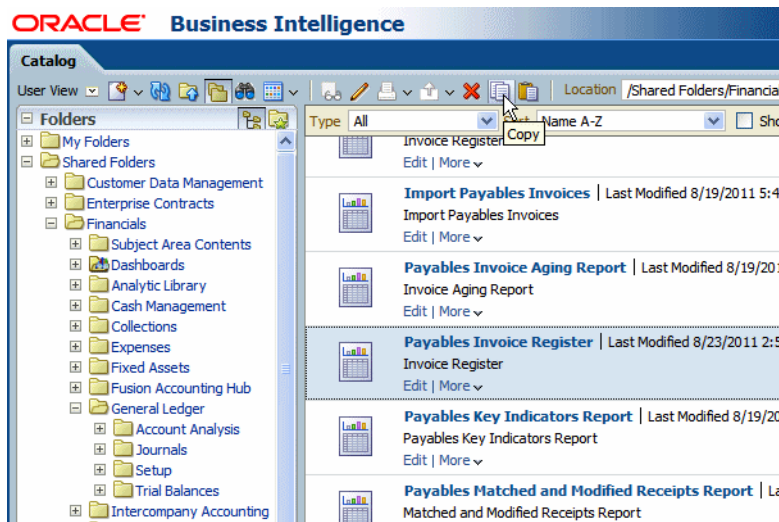 ORACLE® Business Intelligence
Catalog
User View
Location /Shared Folders/Financia
Folders
My Folders
Shared Folders
Customer Data Management
Enterprise Contracts
Financials
Subject Area Contents
Dashboards
Analytic Library
Cash Management
Collections
Expenses
Fixed Assets
Fusion Accounting Hub
General Ledger
Account Analysis
Journals
Setup
Trial Balances
Intercompany Accounting
Type All
Name A-Z
Sho
Copy
Invoice Register
Edit | More
Import Payables Invoices | Last Modified 8/19/2011 5:4
Import Payables Invoices
Edit | More
Payables Invoice Aging Report | Last Modified 8/19/201
Invoice Aging Report
Edit | More
Payables Invoice Register | Last Modified 8/23/2011 2:5
Invoice Register
Edit | More
Payables Key Indicators Report | Last Modified 8/19/20
Payables Key Indicators Report
Edit | More
Payables Matched and Modified Receipts Report | La
Matched and Modified Receipts Report